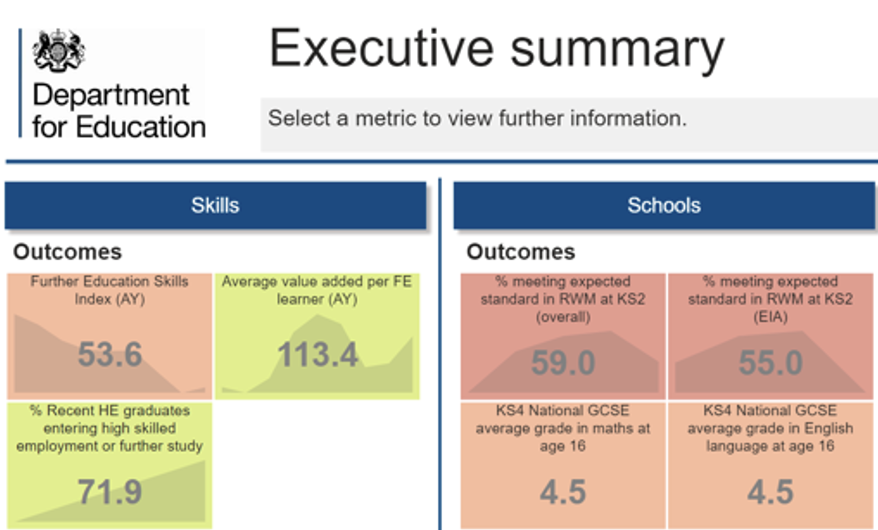 Department
for Education
Executive summary
Select a metric to view further information.
Skills
Outcomes
Further Education Skills
Index (AY)
53.6
Average value added per FE
learner (AY)
113.4
% Recent HE graduates
entering high skilled
employment or further study
71.9
Schools
Outcomes
% meeting expected
standard in RWM at KS2
(overall)
59.0
% meeting expected
standard in RWM at KS2
(EIA)
55.0
KS4 National GCSE
average grade in maths at
age 16
4.5
KS4 National GCSE
average grade in English
language at age 16
4.5